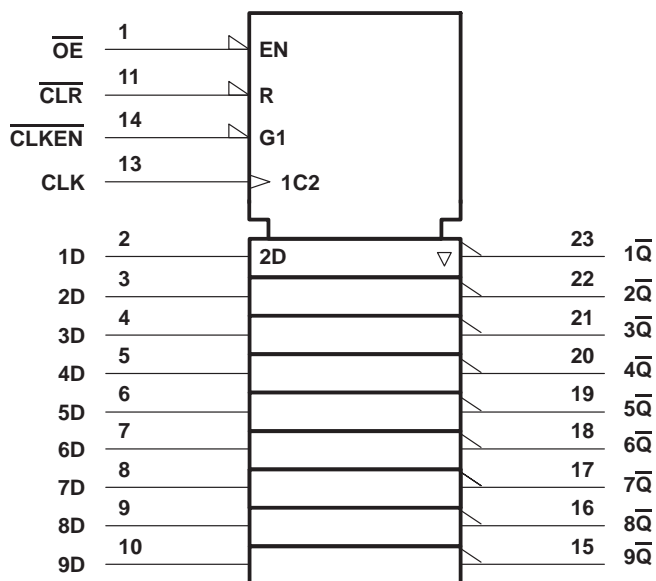 OE̅ 1 EN
CLR̅ 11 R
CLKEN̅ 14 G1
CLK 13 1C2
1D 2 2D 23 1Q̅
2D 3 22 2Q̅
3D 4 21 3Q̅
4D 5 20 4Q̅
5D 6 19 5Q̅
6D 7 18 6Q̅
7D 8 17 7Q̅
8D 9 16 8Q̅
9D 10 15 9Q̅